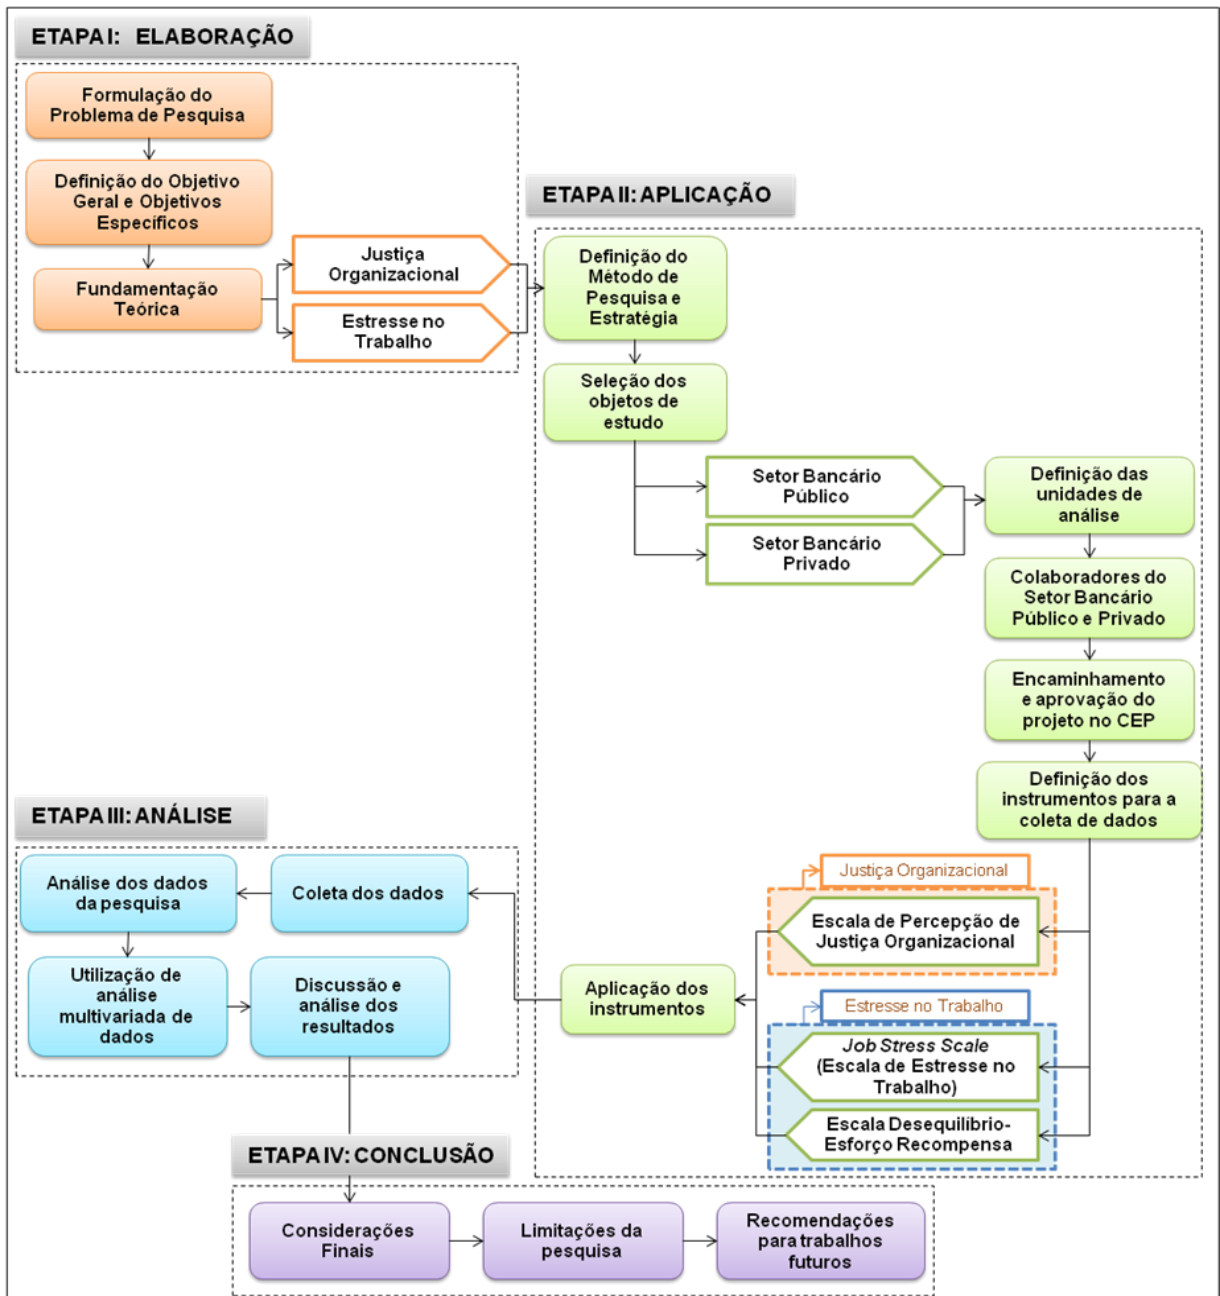 ETAPA I: ELABORAÇÃO
Formulação do
Problema de Pesquisa
Definição do Objetivo
Geral e Objetivos
Específicos
Fundamentação
Teórica
Justiça
Organizacional
Estresse no
Trabalho
ETAPA II: APLICAÇÃO
Definição do
Método de
Pesquisa e
Estratégia
Seleção dos
objetos de
estudo
Setor Bancário
Público
Setor Bancário
Privado
Definição das
unidades de
análise
Colaboradores do
Setor Bancário
Público e Privado
Encaminhamento
e aprovação do
projeto no CEP
Definição dos
instrumentos para a
coleta de dados
Justiça Organizacional
Escala de Percepção de
Justiça Organizacional
Estresse no Trabalho
Job Stress Scale
(Escala de Estresse no
Trabalho)
Escala Desequilíbrio-
Esforço Recompensa
Aplicação dos
instrumentos
ETAPA III: ANÁLISE
Coleta dos dados
Análise dos dados
da pesquisa
Utilização de
análise
multivariada de
dados
Discussão e
análise dos
resultados
ETAPA IV: CONCLUSÃO
Considerações
Finais
Limitações da
pesquisa
Recomendações
para trabalhos
futuros